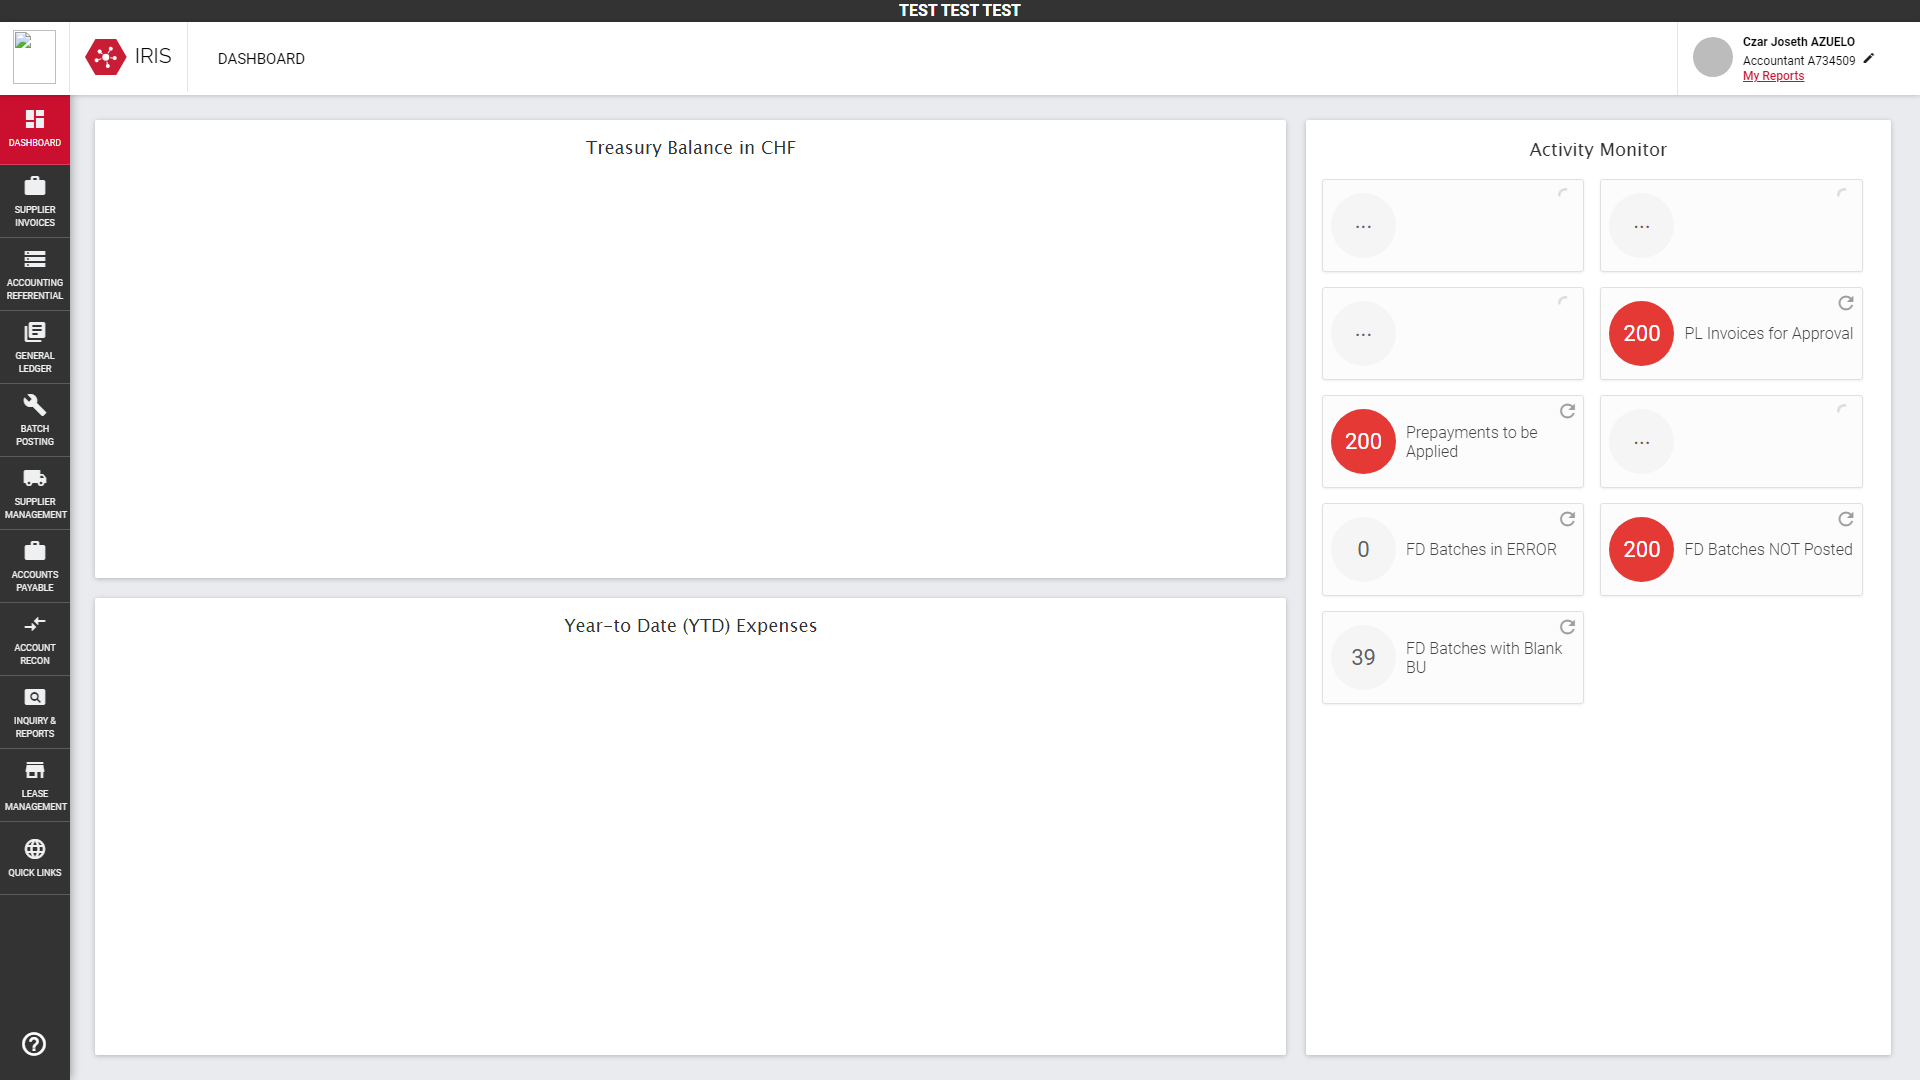 TEST TEST TEST
IRIS
DASHBOARD
Czar Joseth AZUELO
Accountant A734509
My Reports
DASHBOARD
SUPPLIER
INVOICES
ACCOUNTING
REFERENTIAL
GENERAL
LEDGER
BATCH
POSTING
SUPPLIER
MANAGEMENT
ACCOUNTS
PAYABLE
ACCOUNT
RECON
INQUIRY &
REPORTS
LEASE
MANAGEMENT
QUICK LINKS
Treasury Balance in CHF
Year-to Date (YTD) Expenses
Activity Monitor
...
...
...
200 PL Invoices for Approval
200 Prepayments to be
Applied
...
0 FD Batches in ERROR
200 FD Batches NOT Posted
39 FD Batches with Blank
BU